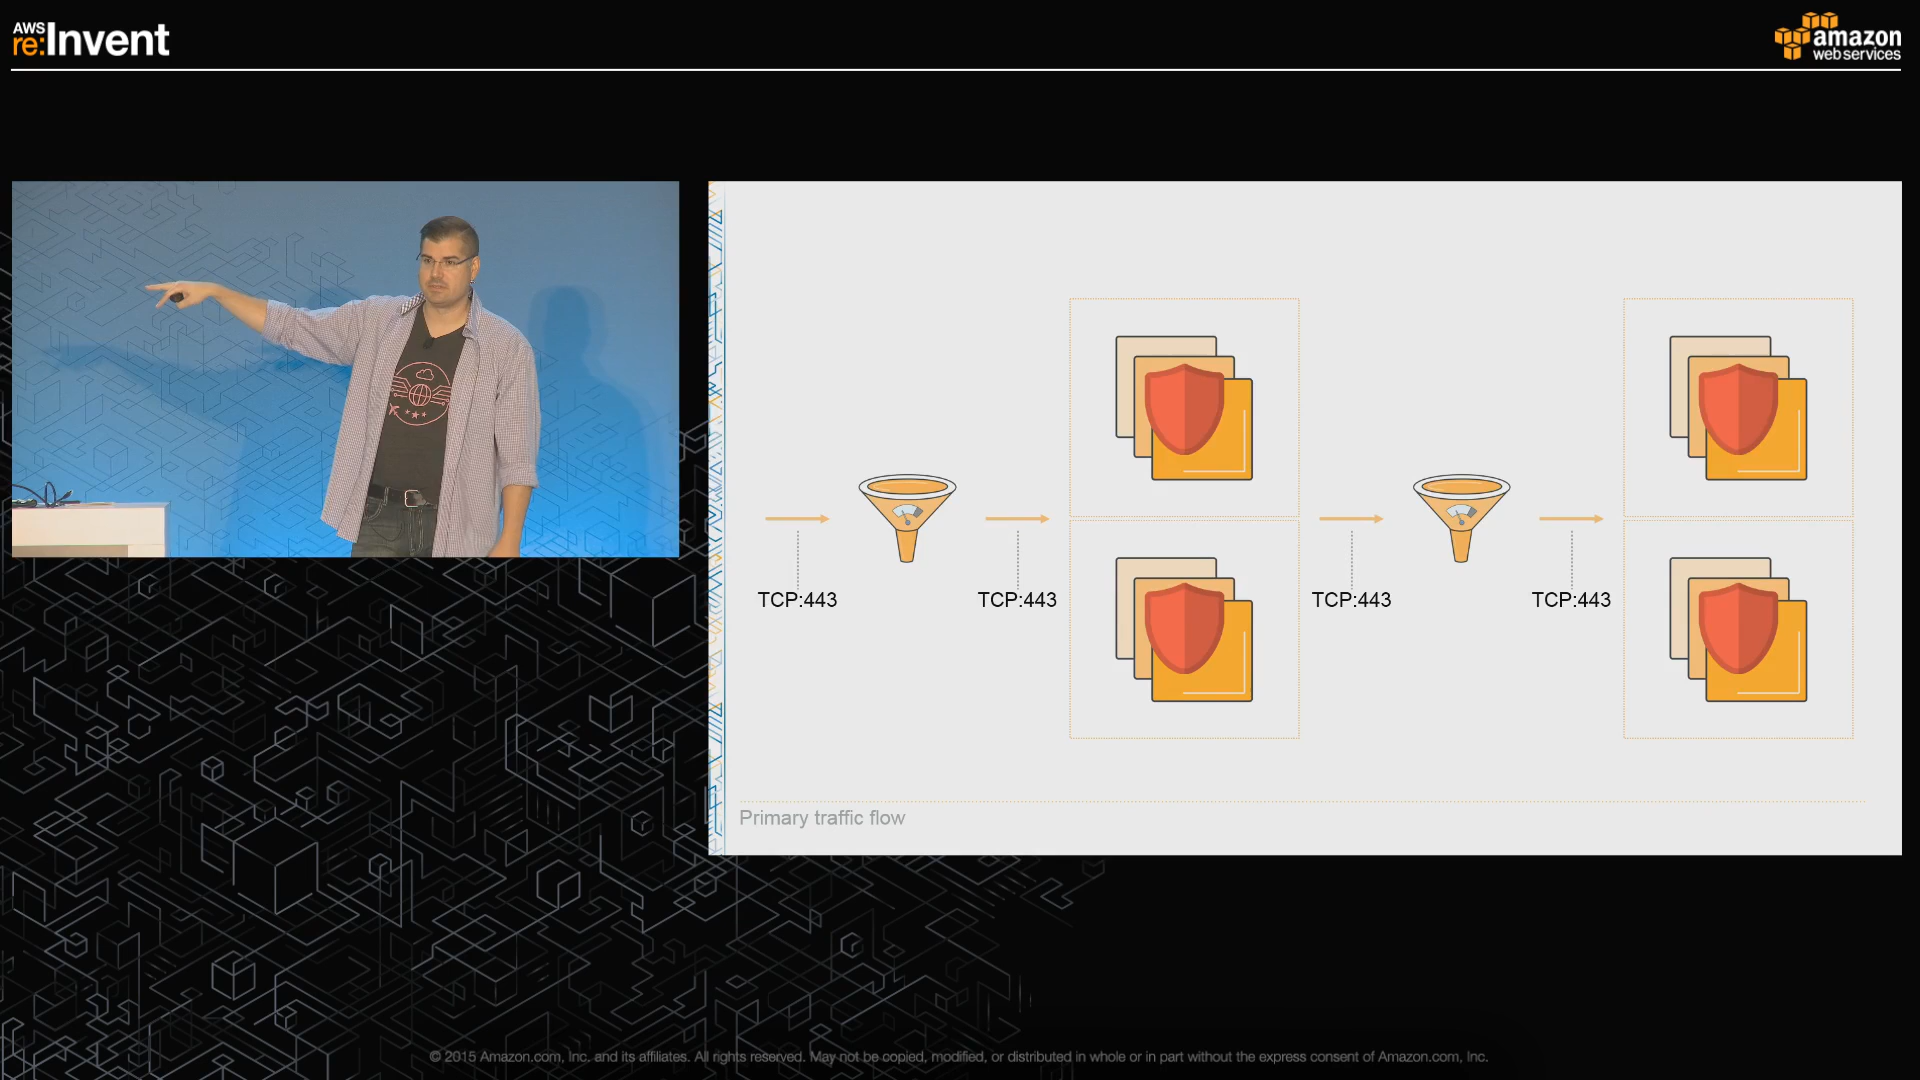 AWS
re:Invent
amazon
web services
TCP:443
TCP:443
TCP:443
TCP:443
Primary traffic flow
© 2015 Amazon.com, Inc. and its affiliates. All rights reserved. May not be copied, modified, or distributed in whole or in part without the express consent of Amazon.com, Inc.